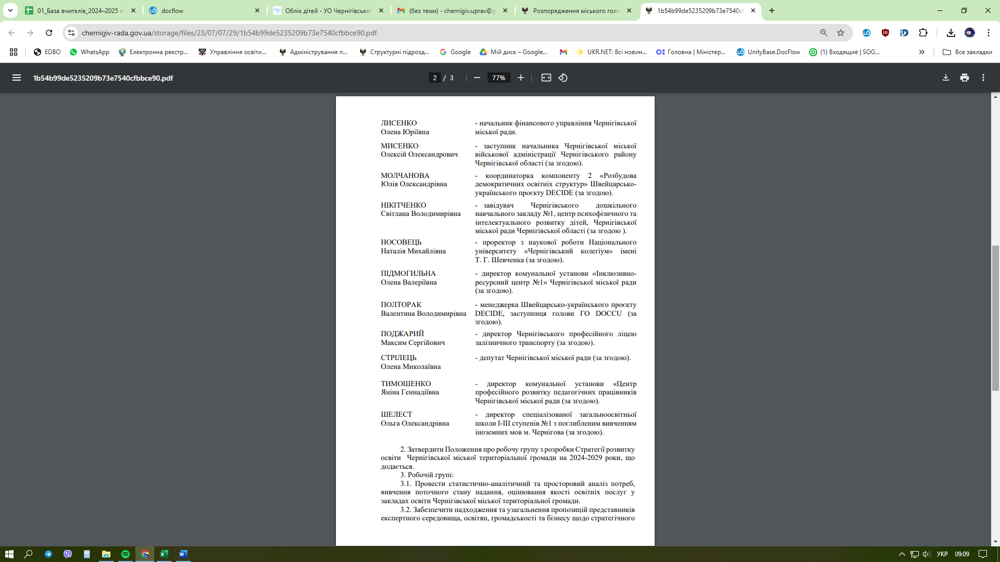 01_База вчителів_2024–2025 н
docflow
Облік дітей - УО Чернігівської
(без теми) - chernigiv.uprav@g
Розпорядження міського голо
1b54b99de5235209b73e7540cf
chernigiv-rada.gov.ua/storage/files/23/07/07/29/1b54b99de5235209b73e7540cfbbce90.pdf
EDBO
WhatsApp
Електронна реєстр...
Управління освіти...
Адміністрування п...
Структурні підрозд...
Google
Мій диск – Google...
UKR.NET: Всі новин...
Головна | Міністер...
UnityBase.DocFlow
(1) Входящие | SOG...
Все закладки
1b54b99de5235209b73e7540cfbbce90.pdf
2 / 3
77%
ЛИСЕНКО
Олена Юріївна
- начальник фінансового управління Чернігівської
міської ради.
МИСЕНКО
Олексій Олександрович
- заступник начальника Чернігівської міської
військової адміністрації Чернігівського району
Чернігівської області (за згодою).
МОЛЧАНОВА
Юлія Олександрівна
- координаторка компоненту 2 «Розбудова
демократичних освітніх структур» Швейцарсько-
українського проєкту DECIDE (за згодою).
НІКІТЧЕНКО
Світлана Володимирівна
- завідувач Чернігівського дошкільного
навчального закладу №1, центр психофізичного та
інтелектуального розвитку дітей, Чернігівської
міської ради Чернігівської області (за згодою ).
НОСОВЕЦЬ
Наталія Михайлівна
- проректор з наукової роботи Національного
університету «Чернігівський колегіум» імені
Т. Г. Шевченка (за згодою).
ПІДМОГИЛЬНА
Олена Валеріївна
- директор комунальної установи «Інклюзивно-
ресурсний центр №1» Чернігівської міської ради
(за згодою).
ПОЛТОРАК
Валентина Володимирівна
- менеджерка Швейцарсько-українського проєкту
DECIDE, заступниця голови ГО DOCCU (за
згодою).
ПОДЖАРИЙ
Максим Сергійович
- директор Чернігівського професійного ліцею
залізничного транспорту (за згодою).
СТРІЛЕЦЬ
Олена Миколаївна
- депутат Чернігівської міської ради (за згодою).
ТИМОШЕНКО
Яніна Геннадіївна
- директор комунальної установи «Центр
професійного розвитку педагогічних працівників
Чернігівської міської ради (за згодою).
ШЕЛЕСТ
Ольга Олександрівна
- директор спеціалізованої загальноосвітньої
школи І-ІІІ ступенів №1 з поглибленим вивченням
іноземних мов м. Чернігова (за згодою).
2. Затвердити Положення про робочу групу з розробки Стратегії розвитку
освіти Чернігівської міської територіальної громади на 2024-2029 роки, що
додається.
3. Робочій групі:
3.1. Провести статистично-аналітичний та просторовий аналіз потреб,
вивчення поточного стану надання, оцінювання якості освітніх послуг у
закладах освіти Чернігівської міської територіальної громади.
3.2. Забезпечити надходження та узагальнення пропозицій представників
експертного середовища, освітян, громадськості та бізнесу щодо стратегічного
УКР
09:09